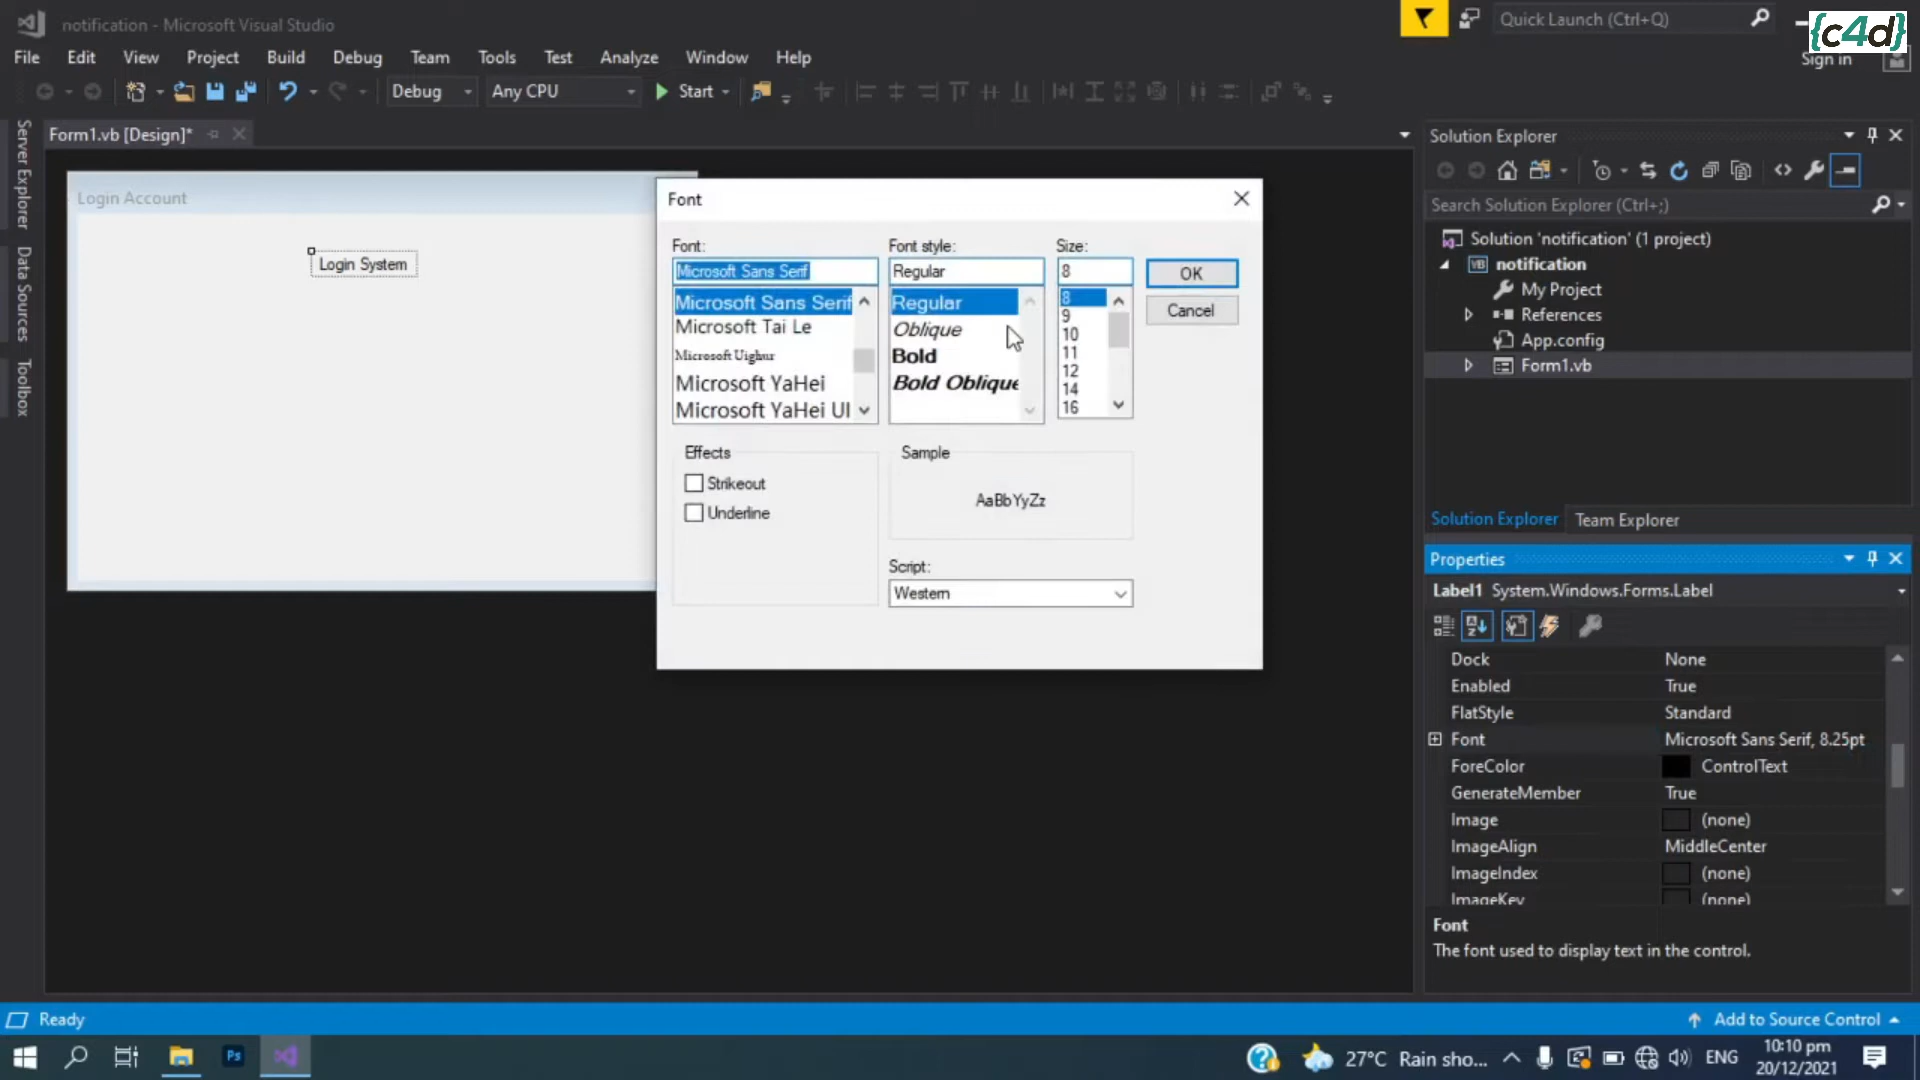 notification - Microsoft Visual Studio
Quick Launch (Ctrl+Q)
{c4d}
File Edit View Project Build Debug Team Tools Test Analyze Window Help
Sign in
Debug Any CPU Start
Server Explorer
Data Sources
Toolbox
Form1.vb [Design]*
Login Account
Login System
Font
Font: Font style: Size:
Microsoft Sans Serif Regular 8
OK
Cancel
Microsoft Sans Serif
Microsoft Tai Le
Microsoft Uighur
Microsoft YaHei
Microsoft YaHei UI
Regular
Oblique
Bold
Bold Oblique
8
9
10
11
12
14
16
Effects
Strikeout
Underline
Sample
AaBbYyZz
Script:
Western
Solution Explorer
Search Solution Explorer (Ctrl+;)
Solution 'notification' (1 project)
VB notification
My Project
References
App.config
Form1.vb
Solution Explorer Team Explorer
Properties
Label1 System.Windows.Forms.Label
Dock None
Enabled True
FlatStyle Standard
Font Microsoft Sans Serif, 8.25pt
ForeColor ControlText
GenerateMember True
Image (none)
ImageAlign MiddleCenter
ImageIndex (none)
ImageKey (none)
Font
The font used to display text in the control.
Ready
Add to Source Control
Ps
27°C Rain sho...
ENG
10:10 pm
20/12/2021